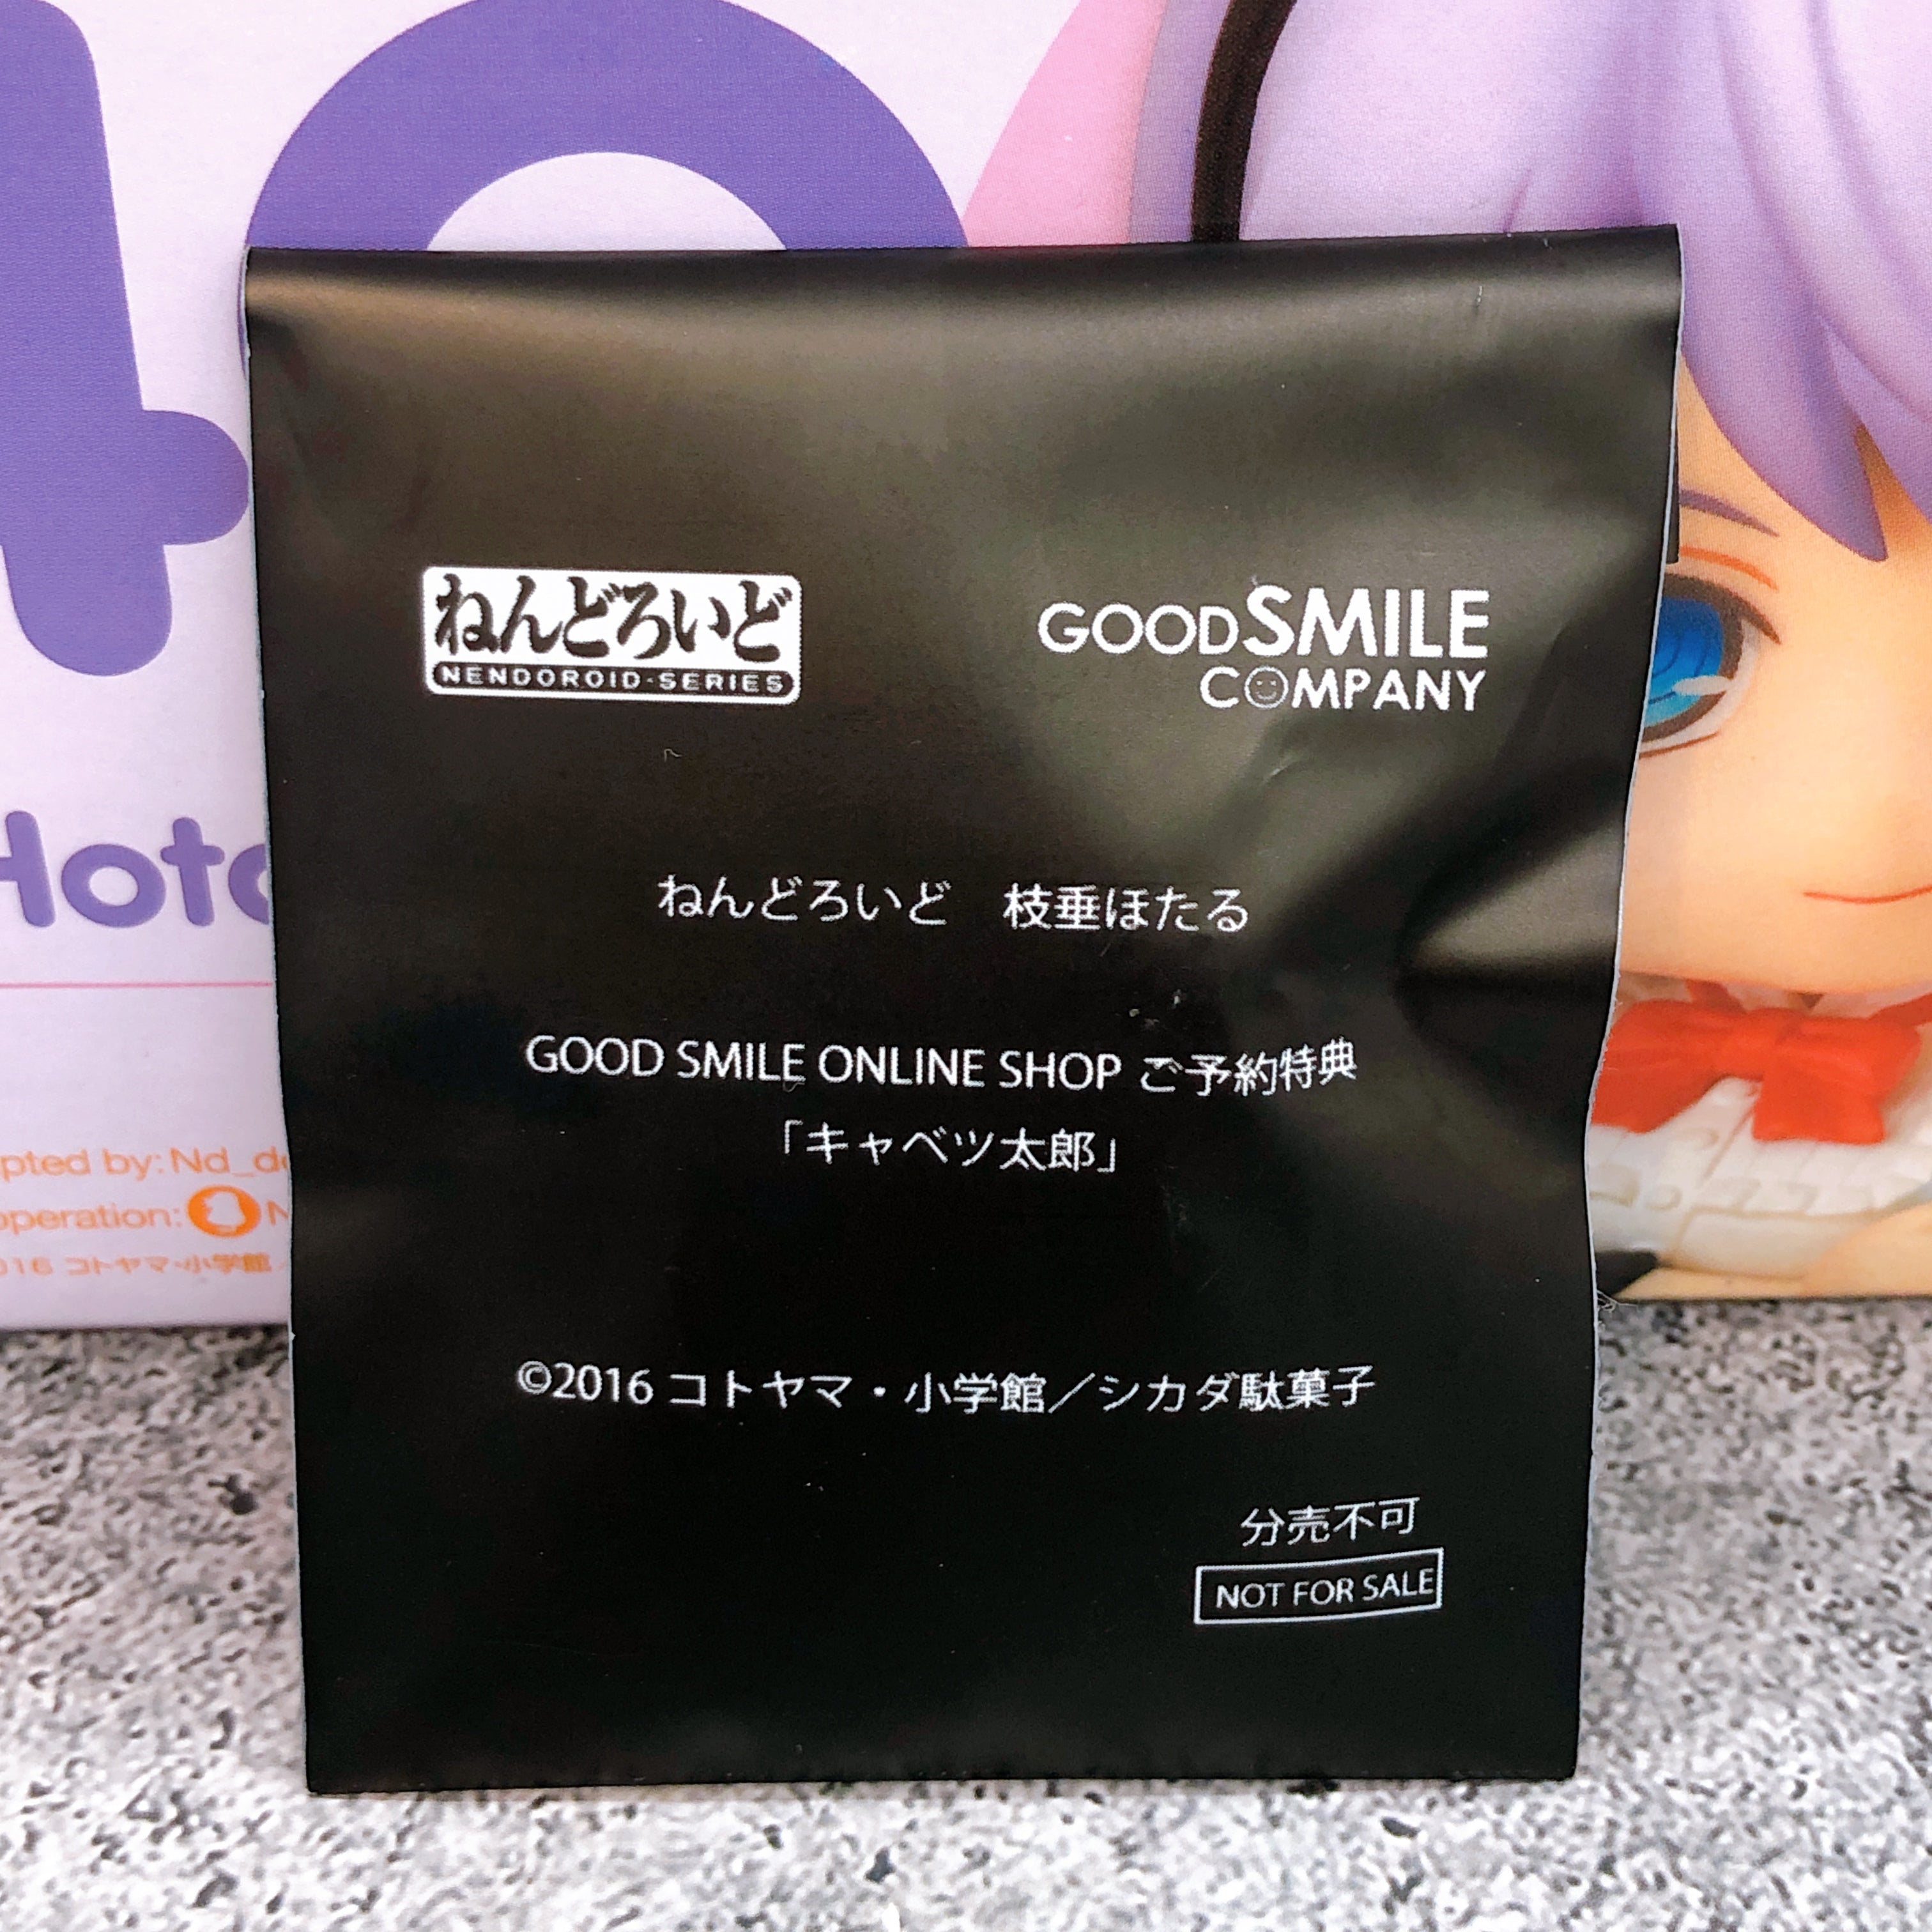 Hoto
pted by: Nd_d
operation:
2016 コトヤマ・小学館
ねんどろいど
NENDOROID・SERIES
GOODSMILE
COMPANY
ねんどろいど　枝垂ほたる
GOOD SMILE ONLINE SHOP ご予約特典
「キャベツ太郎」
©2016 コトヤマ・小学館／シカダ駄菓子
分売不可
NOT FOR SALE